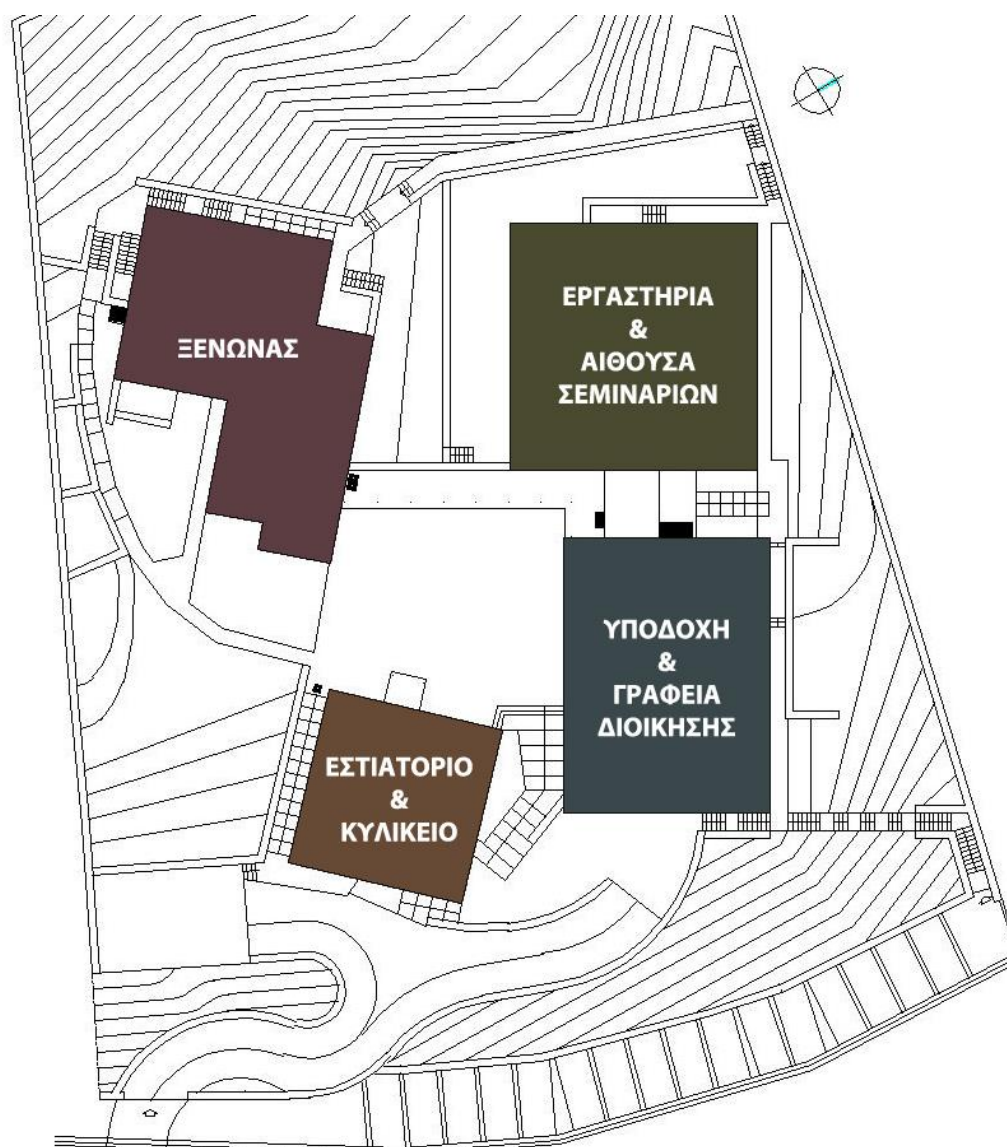 ΞΕΝΩΝΑΣ
ΕΡΓΑΣΤΗΡΙΑ
&
ΑΙΘΟΥΣΑ
ΣΕΜΙΝΑΡΙΩΝ
ΥΠΟΔΟΧΗ
&
ΓΡΑΦΕΙΑ
ΔΙΟΙΚΗΣΗΣ
ΕΣΤΙΑΤΟΡΙΟ
&
ΚΥΛΙΚΕΙΟ